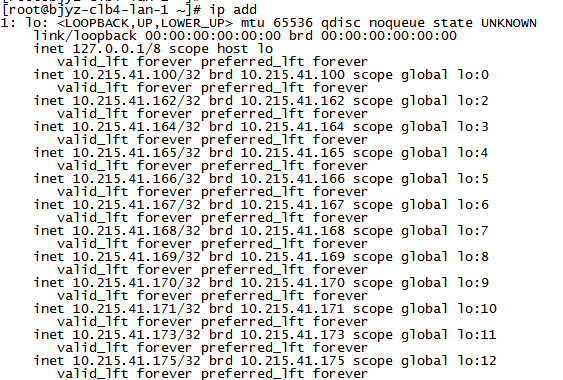 [root@bjyz-clb4-lan-1 ~]# ip add
1: lo: <LOOPBACK,UP,LOWER_UP> mtu 65536 qdisc noqueue state UNKNOWN
link/loopback 00:00:00:00:00:00 brd 00:00:00:00:00:00
inet 127.0.0.1/8 scope host lo
valid_lft forever preferred_lft forever
inet 10.215.41.100/32 brd 10.215.41.100 scope global lo:0
valid_lft forever preferred_lft forever
inet 10.215.41.162/32 brd 10.215.41.162 scope global lo:2
valid_lft forever preferred_lft forever
inet 10.215.41.164/32 brd 10.215.41.164 scope global lo:3
valid_lft forever preferred_lft forever
inet 10.215.41.165/32 brd 10.215.41.165 scope global lo:4
valid_lft forever preferred_lft forever
inet 10.215.41.166/32 brd 10.215.41.166 scope global lo:5
valid_lft forever preferred_lft forever
inet 10.215.41.167/32 brd 10.215.41.167 scope global lo:6
valid_lft forever preferred_lft forever
inet 10.215.41.168/32 brd 10.215.41.168 scope global lo:7
valid_lft forever preferred_lft forever
inet 10.215.41.169/32 brd 10.215.41.169 scope global lo:8
valid_lft forever preferred_lft forever
inet 10.215.41.170/32 brd 10.215.41.170 scope global lo:9
valid_lft forever preferred_lft forever
inet 10.215.41.171/32 brd 10.215.41.171 scope global lo:10
valid_lft forever preferred_lft forever
inet 10.215.41.173/32 brd 10.215.41.173 scope global lo:11
valid_lft forever preferred_lft forever
inet 10.215.41.175/32 brd 10.215.41.175 scope global lo:12
valid_lft forever preferred_lft forever